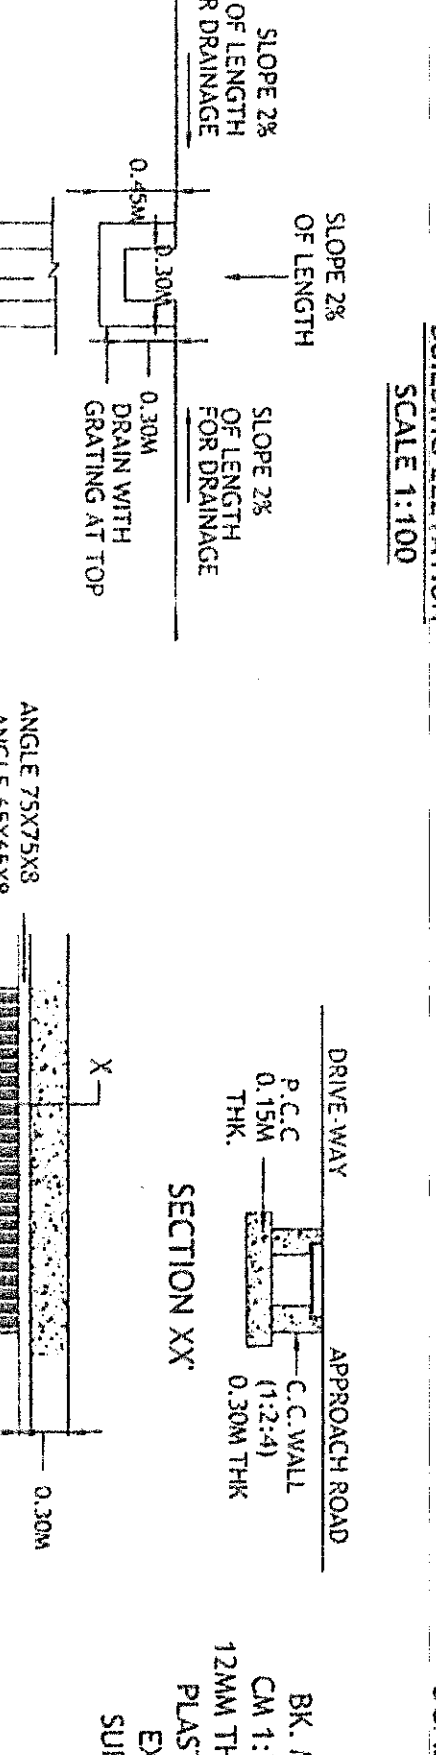 SCALE 1:100
SLOPE 2%
OF LENGTH
DRAINAGE
SLOPE 2%
OF LENGTH
SLOPE 2%
OF LENGTH
FOR DRAINAGE
0.45M
0.30M
0.30M
DRAIN WITH
GRATING AT TOP
DRIVE-WAY
APPROACH ROAD
P.C.C
0.15M
THK.
C.C.WALL
(1:2:4)
0.30M THK
SECTION XX'
ANGLE 75X75X8
X
0.30M
BK.
CM 1:
12MM TH
PLAS
EX
SU